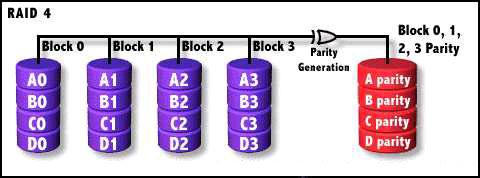 RAID 4
Block 0 Block 1 Block 2 Block 3
Parity
Generation
Block 0, 1,
2, 3 Parity
A0 A1 A2 A3 A parity
B0 B1 B2 B3 B parity
C0 C1 C2 C3 C parity
D0 D1 D2 D3 D parity